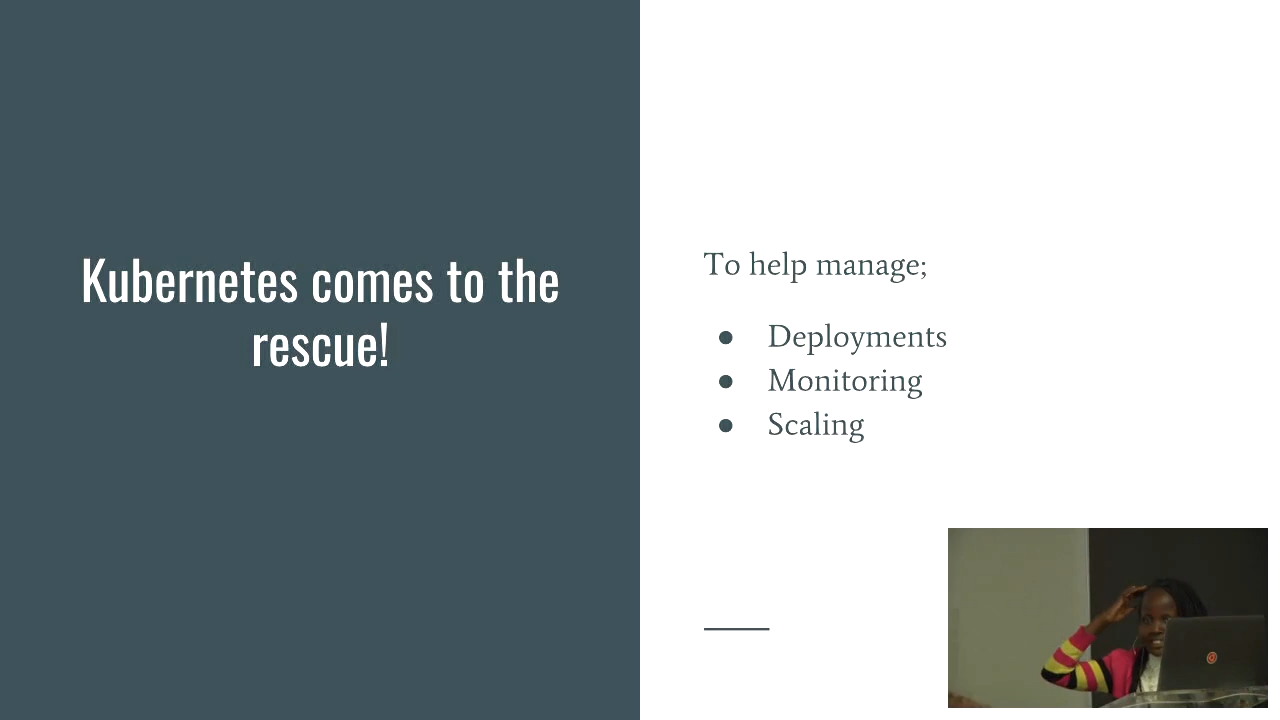 Kubernetes comes to the
rescue!
To help manage;
● Deployments
● Monitoring
● Scaling